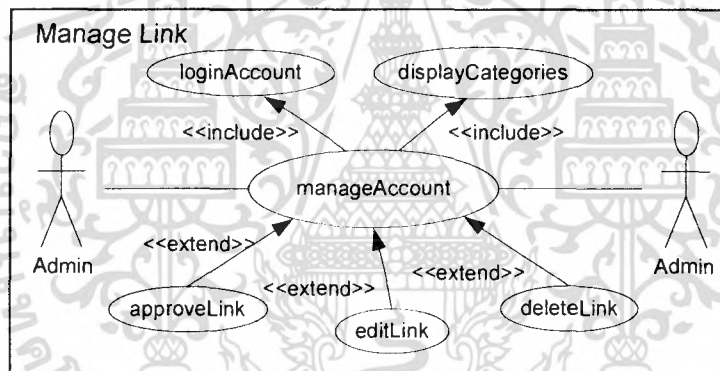 Manage Link
loginAccount
displayCategories
<<include>>
<<include>>
manageAccount
<<extend>>
Admin
Admin
<<extend>>
<<extend>>
approveLink
editLink
deleteLink